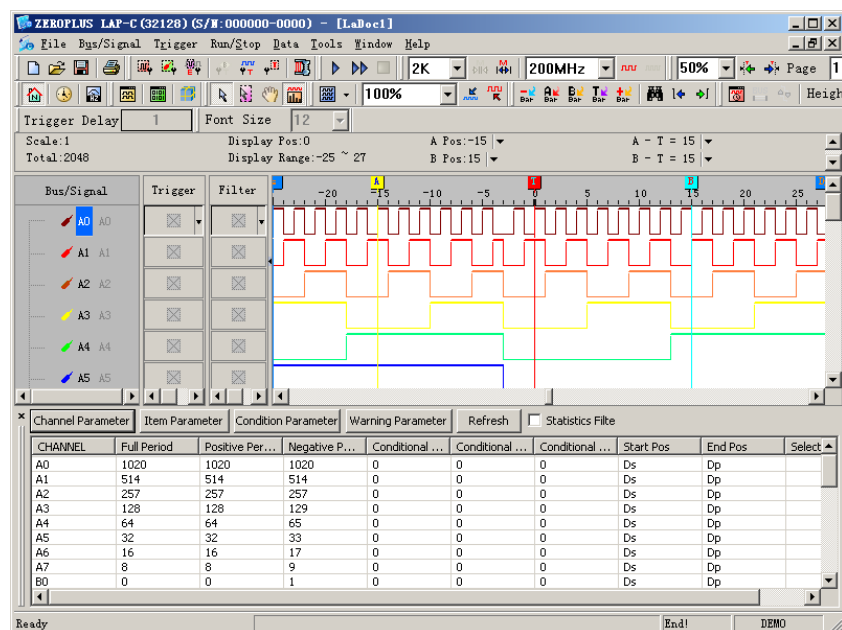 ZEROPLUS LAP-C(32128)(S/N:000000-0000) - [LaDoc1]
File Bus/Signal Trigger Run/Stop Data Tools Window Help
2K 200MHz 50% Page 1
100% Bar Bar Bar Bar Bar Heigh
Trigger Delay 1 Font Size 12
Scale:1 Display Pos:0 A Pos:-15 A - T = 15
Total:2048 Display Range:-25 ~ 27 B Pos:15 B - T = 15
Bus/Signal Trigger Filter -20 A -15 -10 -5 T 0 5 10 B 15 20 25
A0 A0
A1 A1
A2 A2
A3 A3
A4 A4
A5 A5
Channel Parameter Item Parameter Condition Parameter Warning Parameter Refresh Statistics Filte
CHANNEL Full Period Positive Per... Negative P... Conditional ... Conditional ... Conditional ... Start Pos End Pos Select
A0 1020 1020 1020 0 0 0 Ds Dp
A1 514 514 514 0 0 0 Ds Dp
A2 257 257 257 0 0 0 Ds Dp
A3 128 128 129 0 0 0 Ds Dp
A4 64 64 65 0 0 0 Ds Dp
A5 32 32 33 0 0 0 Ds Dp
A6 16 16 17 0 0 0 Ds Dp
A7 8 8 9 0 0 0 Ds Dp
B0 0 0 1 0 0 0 Ds Dp
Ready End! DEMO